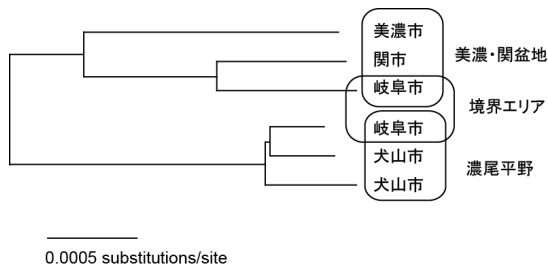 美濃市
関市
美濃・関盆地
岐阜市
境界エリア
岐阜市
犬山市
濃尾平野
犬山市
0.0005 substitutions/site